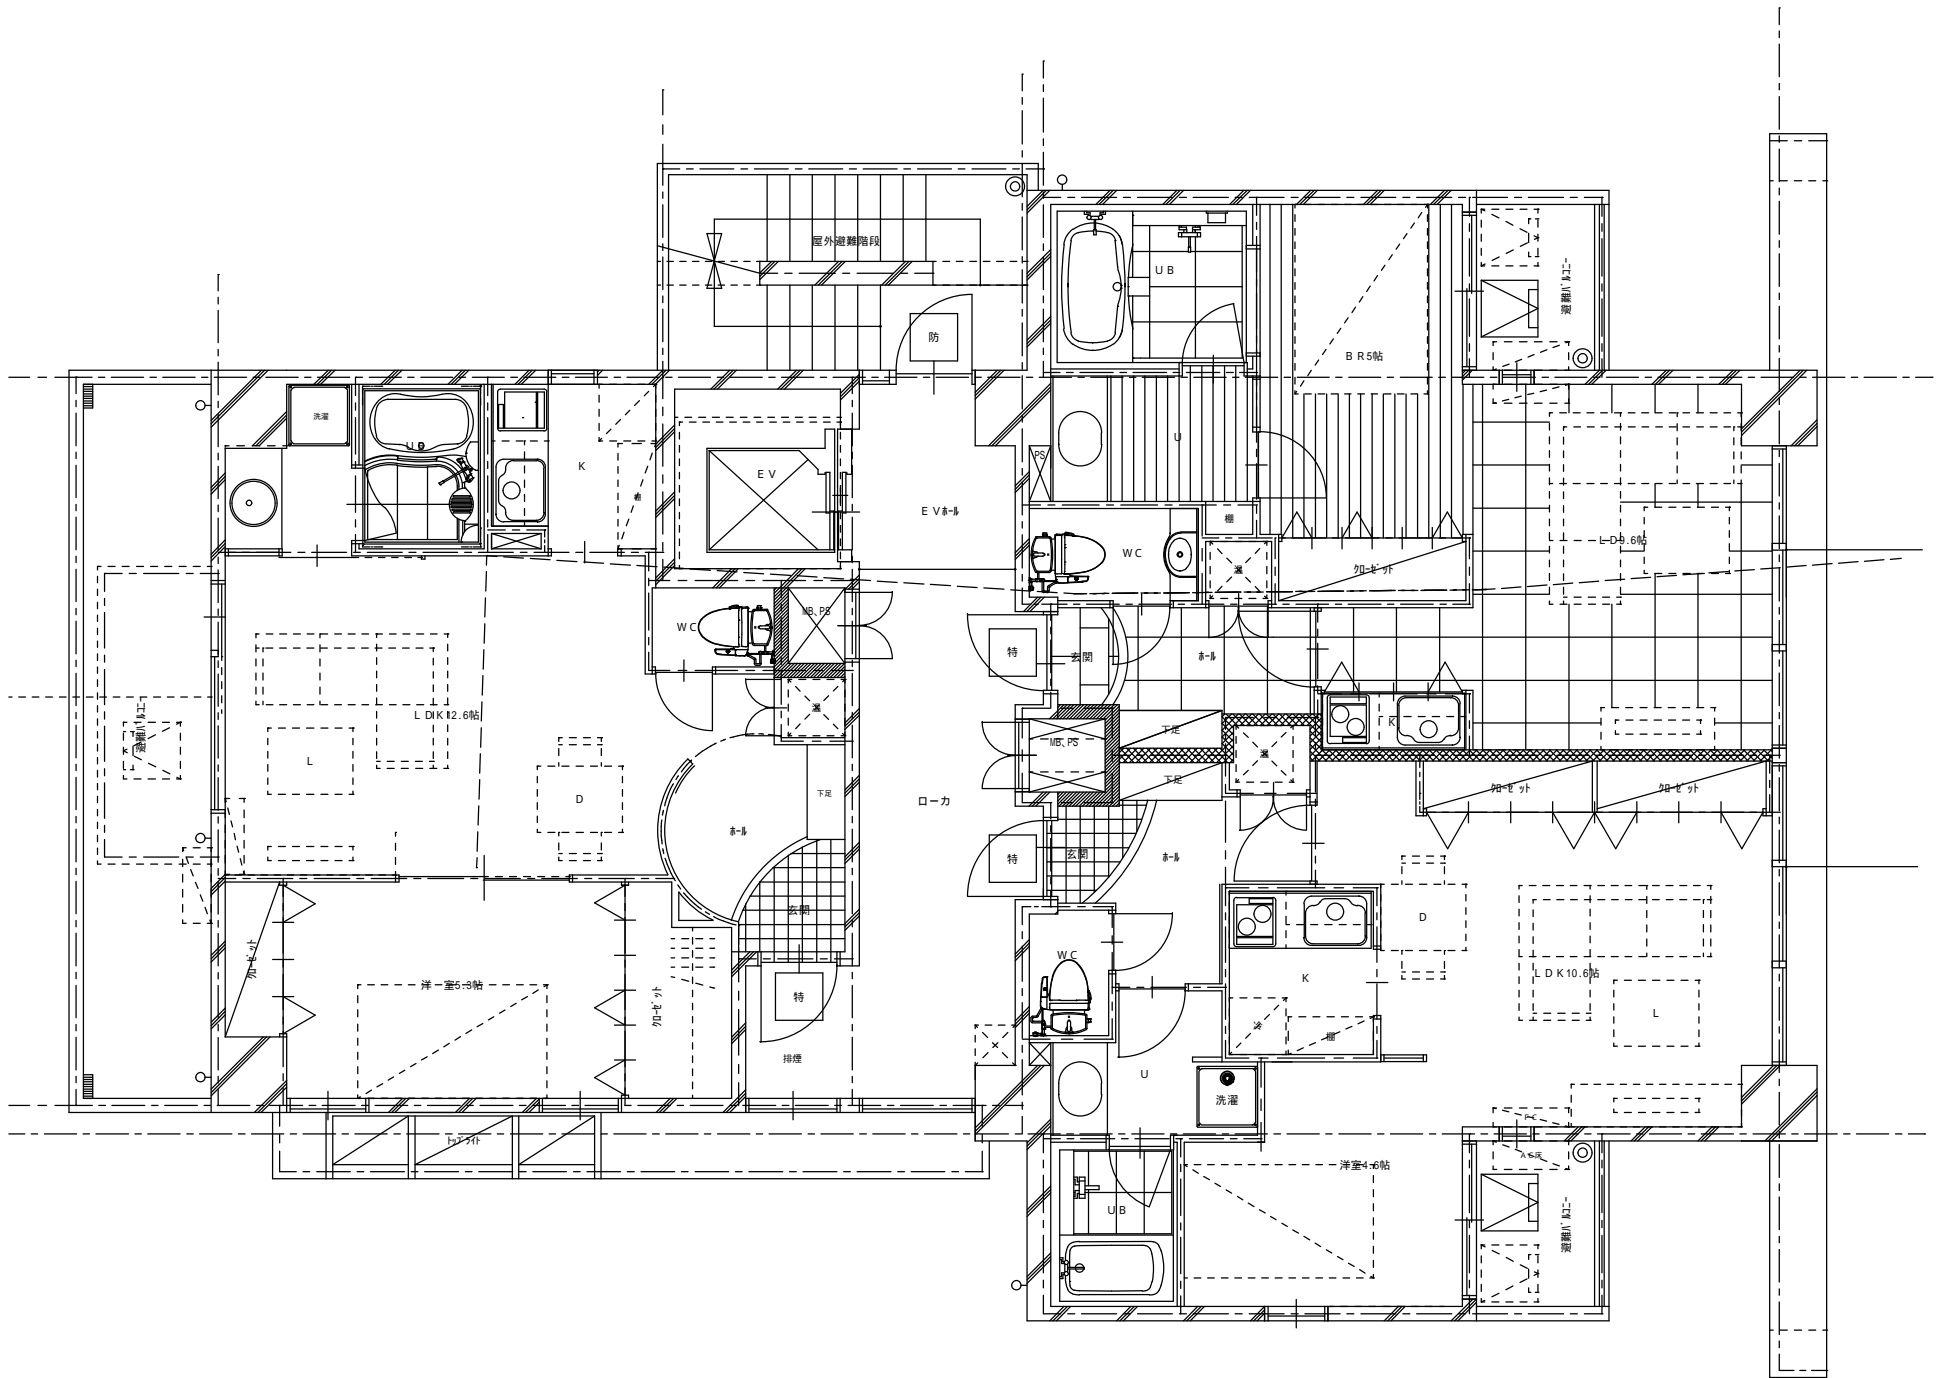 屋外避難階段
防
UB
BR5帖
避難バルコニー
洗濯
K
EV
EVホール
PS
U
棚
WC
クローゼット
LD9.6帖
WC
MB、PS
特
玄関
ホール
避難バルコニー
LDK12.6帖
L
D
下足
ホール
ローカ
MB、PS
下足
K
下足
クローゼット
クローゼット
特
玄関
ホール
玄関
WC
D
クローゼット
洋室5.3帖
クローゼット
特
K
LDK10.6帖
L
冷
棚
排煙
U
洗濯
トップライト
AC床
洋室4.6帖
UB
避難バルコニー